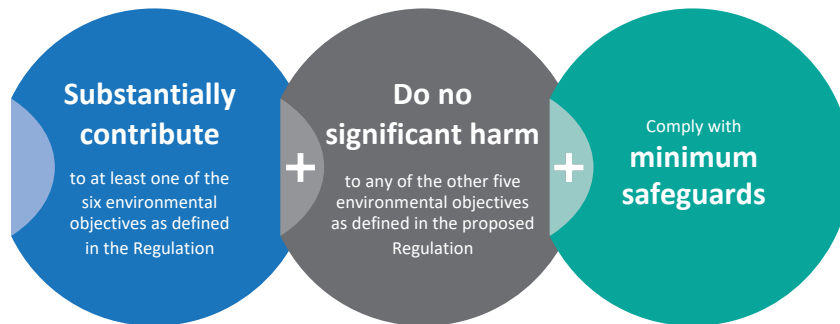 Substantially
contribute
to at least one of the
six environmental
objectives as defined
in the Regulation
+
Do no
significant harm
to any of the other five
environmental objectives
as defined in the proposed
Regulation
+
Comply with
minimum
safeguards